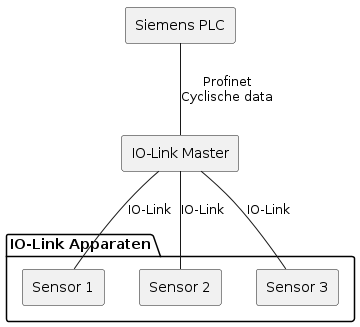 Siemens PLC
Profinet
Cyclische data
IO-Link Master
IO-Link
IO-Link
IO-Link
IO-Link Apparaten
Sensor 1
Sensor 2
Sensor 3